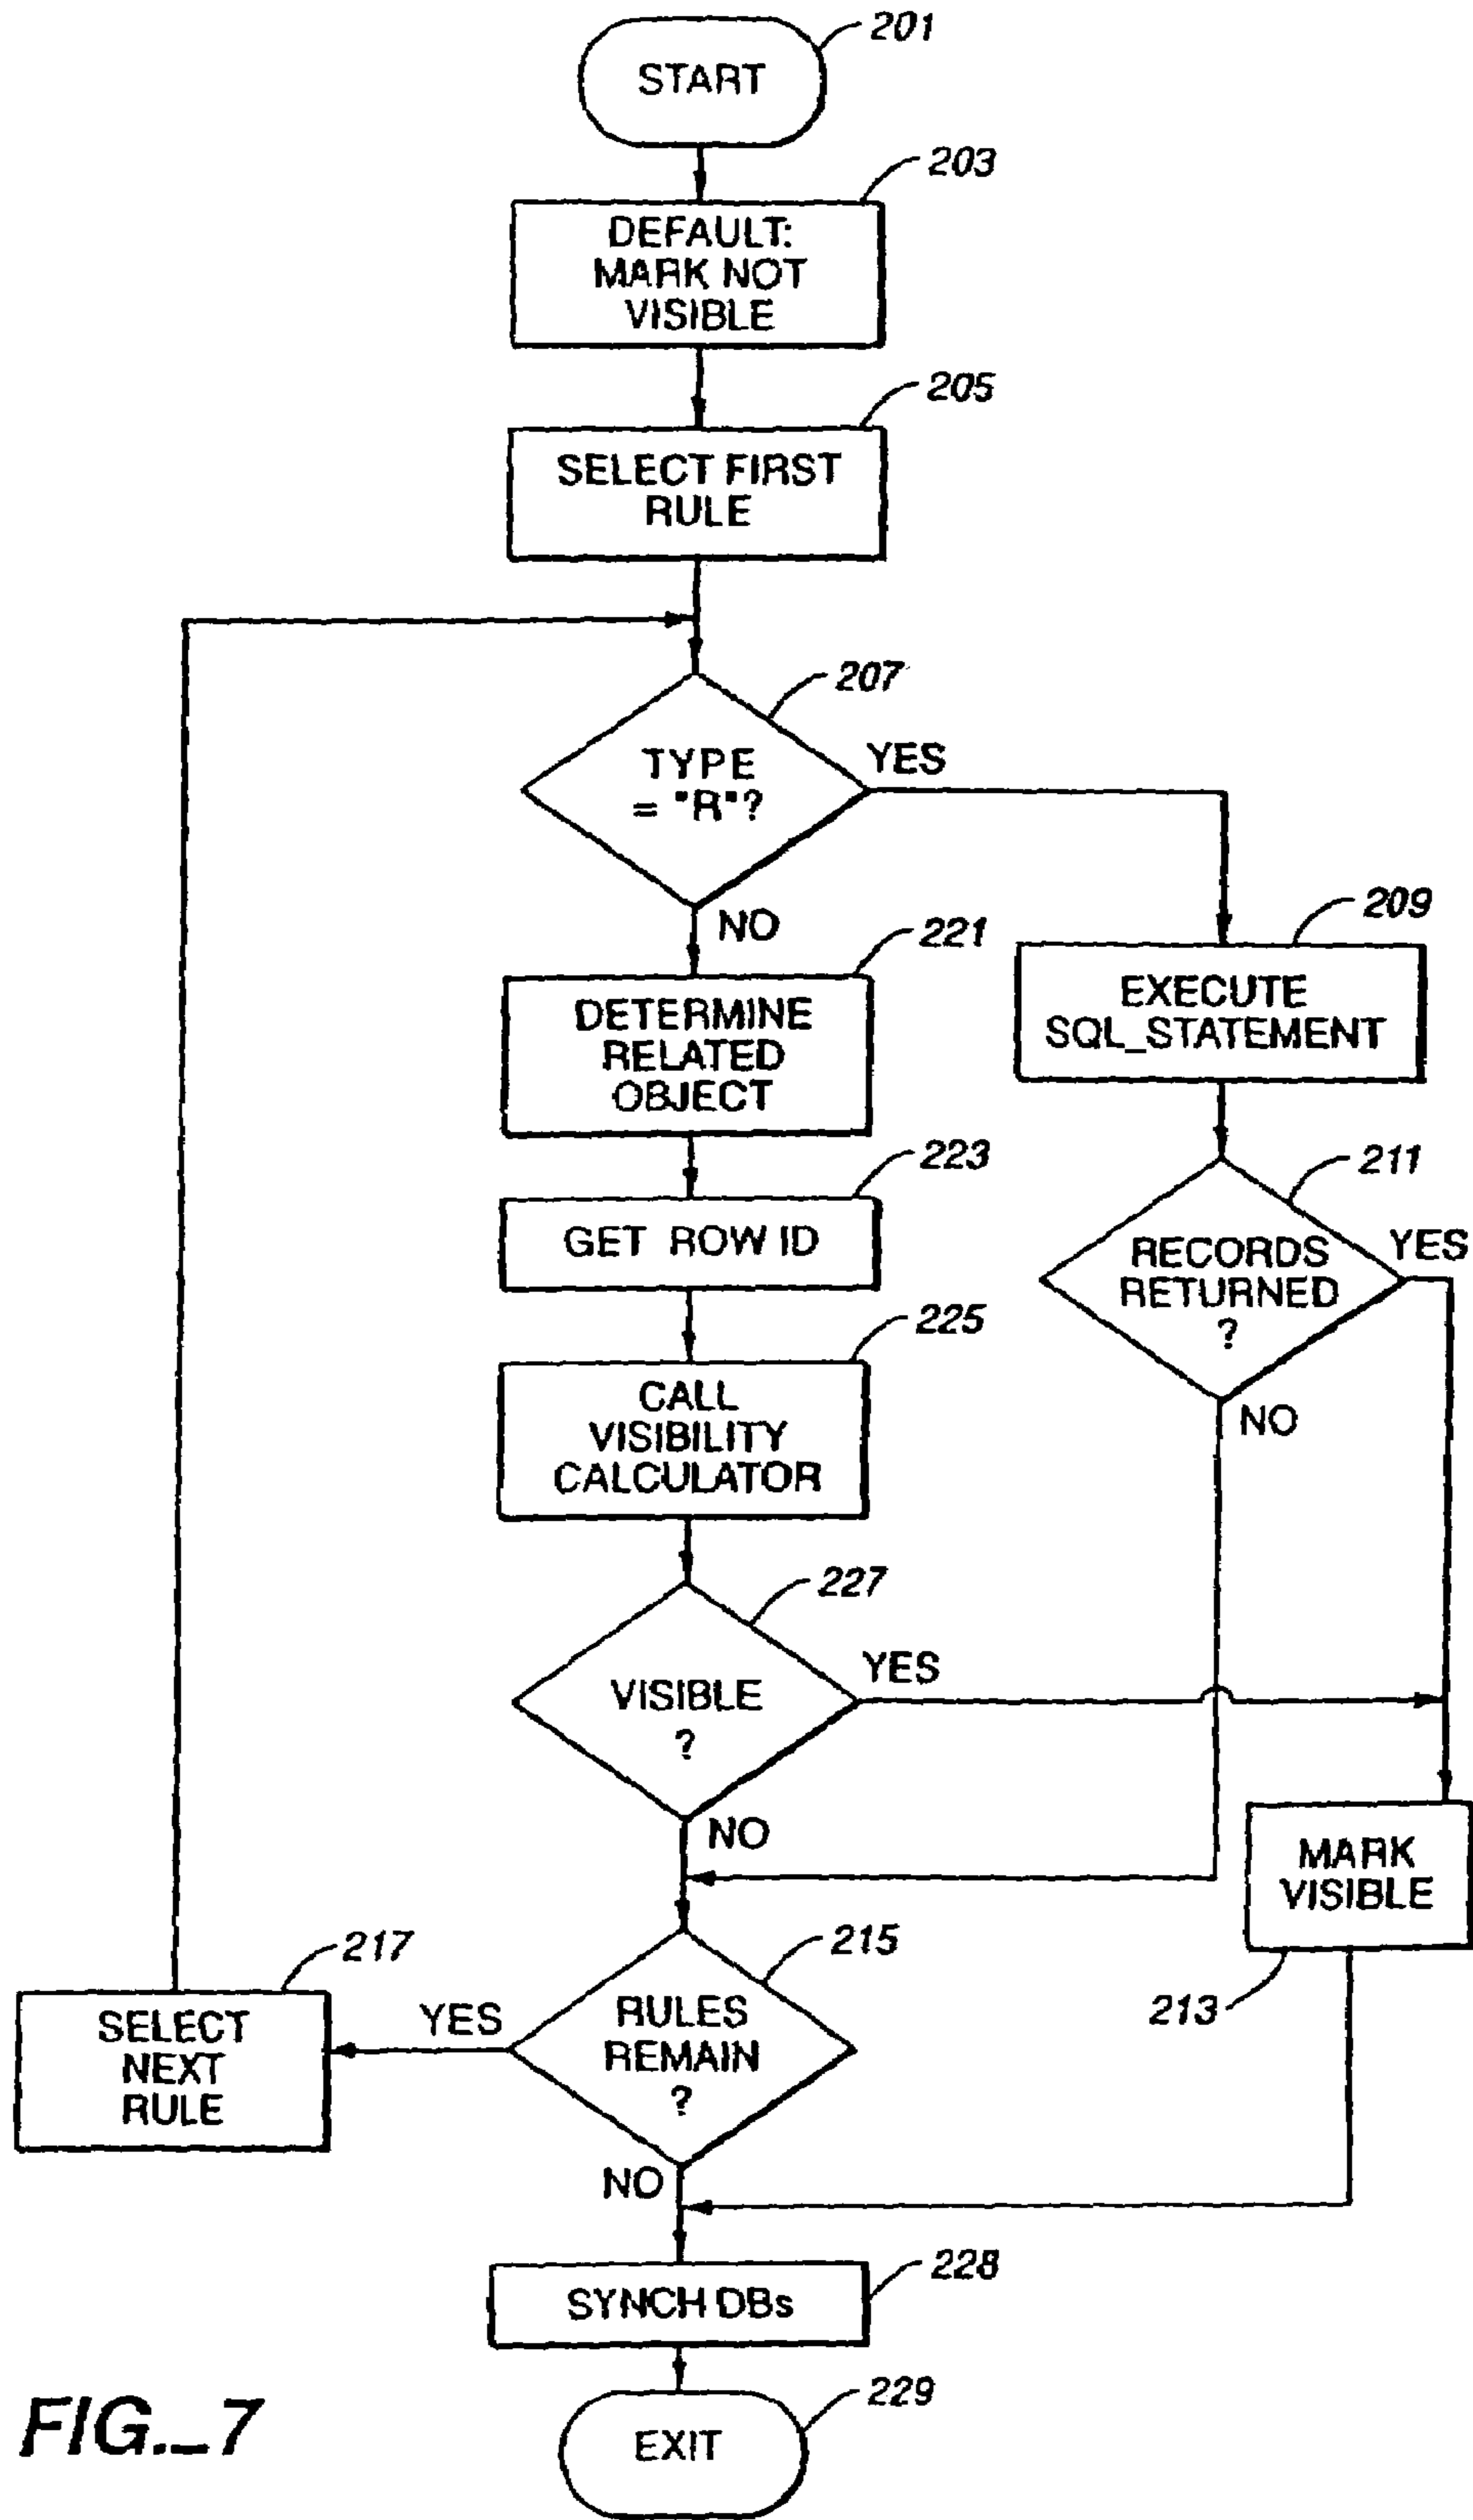 201
START
203
DEFAULT:
MARK NOT
VISIBLE
205
SELECT FIRST
RULE
207
TYPE
= "R"?
YES
NO
221
DETERMINE
RELATED
OBJECT
209
EXECUTE
SQL_STATEMENT
223
GET ROW ID
211
RECORDS
RETURNED
?
YES
NO
225
CALL
VISIBILITY
CALCULATOR
227
VISIBLE
?
YES
NO
MARK
VISIBLE
213
215
RULES
REMAIN
?
YES
NO
217
SELECT
NEXT
RULE
228
SYNCH DBs
229
EXIT
FIG._7